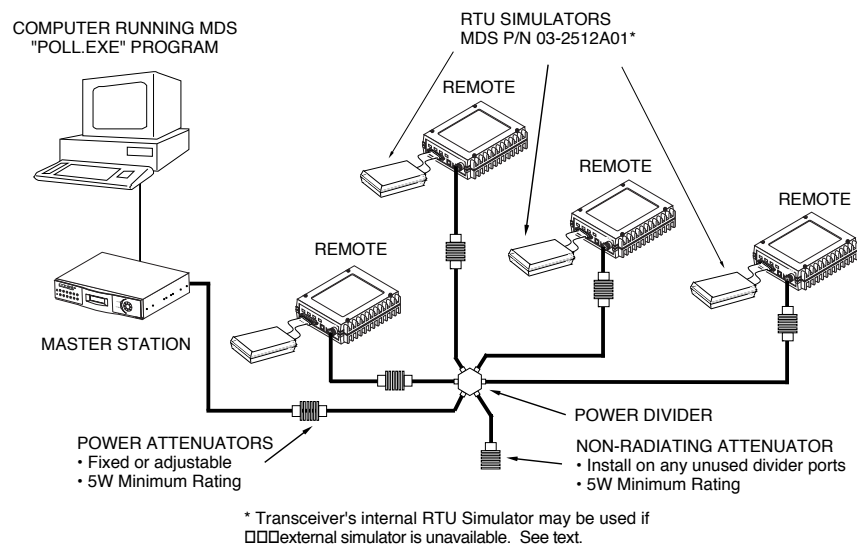 COMPUTER RUNNING MDS
"POLL.EXE" PROGRAM
RTU SIMULATORS
MDS P/N 03-2512A01*
REMOTE
REMOTE
REMOTE
REMOTE
MASTER STATION
POWER DIVIDER
POWER ATTENUATORS
• Fixed or adjustable
• 5W Minimum Rating
NON-RADIATING ATTENUATOR
• Install on any unused divider ports
• 5W Minimum Rating
* Transceiver's internal RTU Simulator may be used if
□□□external simulator is unavailable. See text.